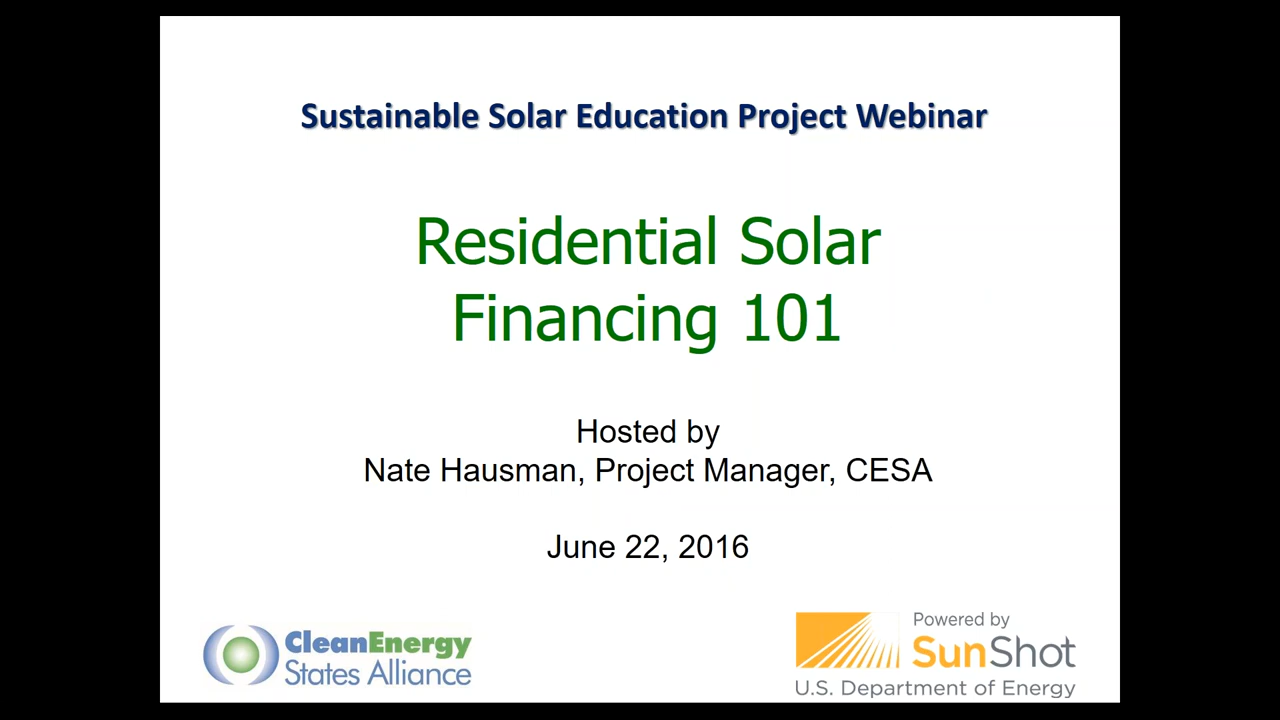 Sustainable Solar Education Project Webinar
Residential Solar
Financing 101
Hosted by
Nate Hausman, Project Manager, CESA
June 22, 2016
CleanEnergy
States Alliance
Powered by
SunShot
U.S. Department of Energy